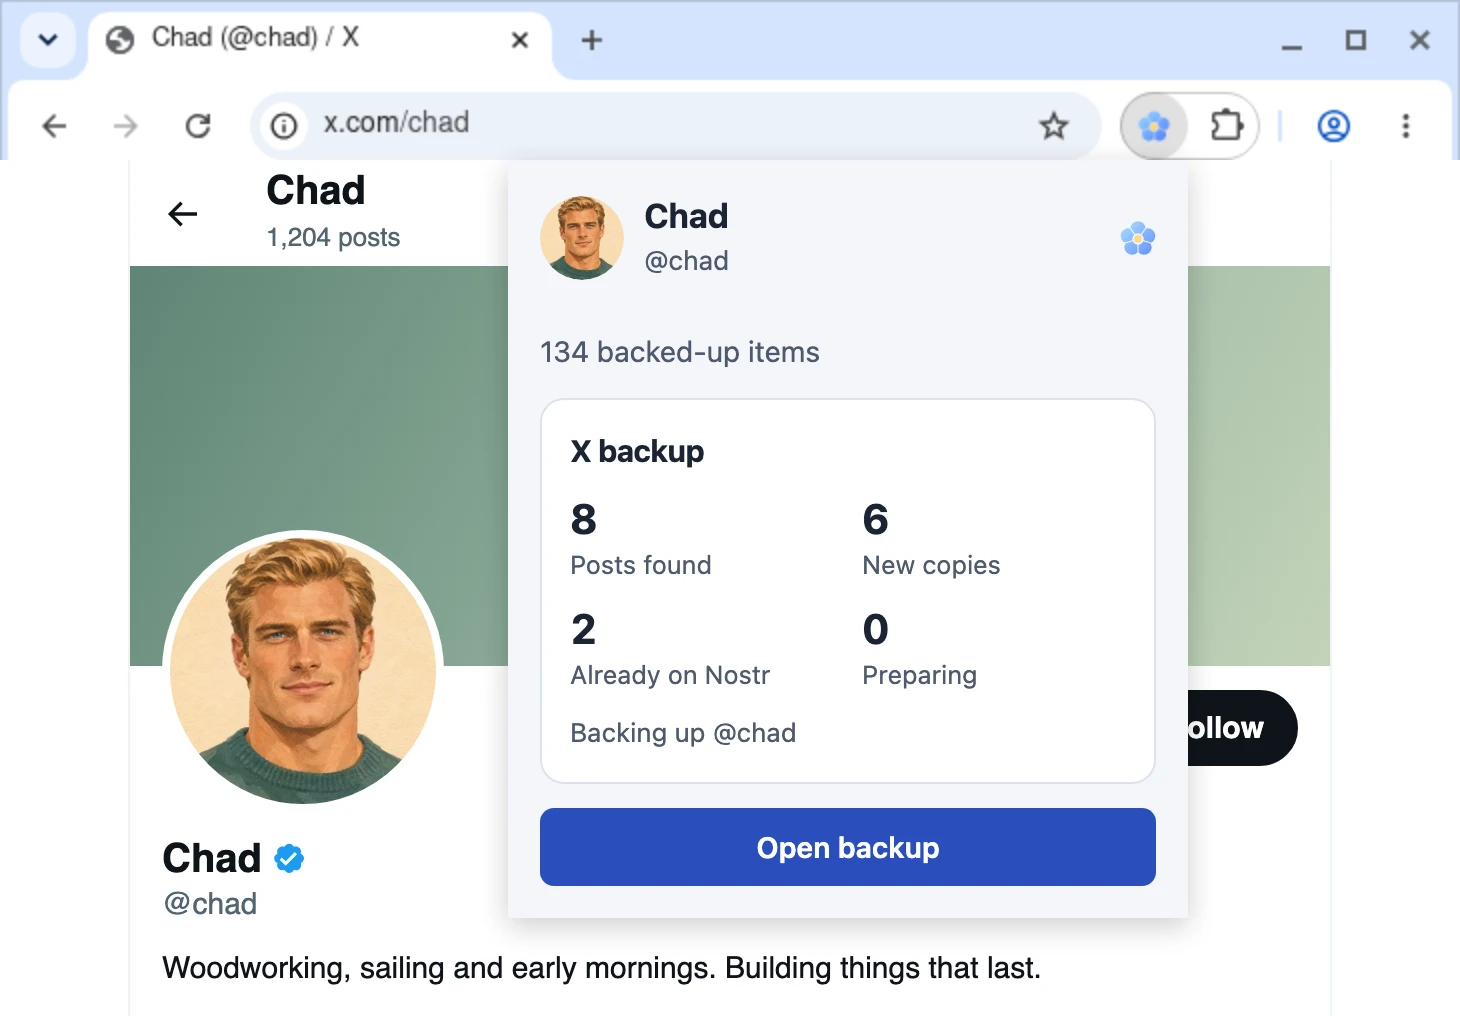 Chad (@chad) / X
x.com/chad
Chad
1,204 posts
Chad
@chad
134 backed-up items
X backup
8
Posts found
6
New copies
2
Already on Nostr
0
Preparing
Backing up @chad
Open backup
ollow
Chad
@chad
Woodworking, sailing and early mornings. Building things that last.